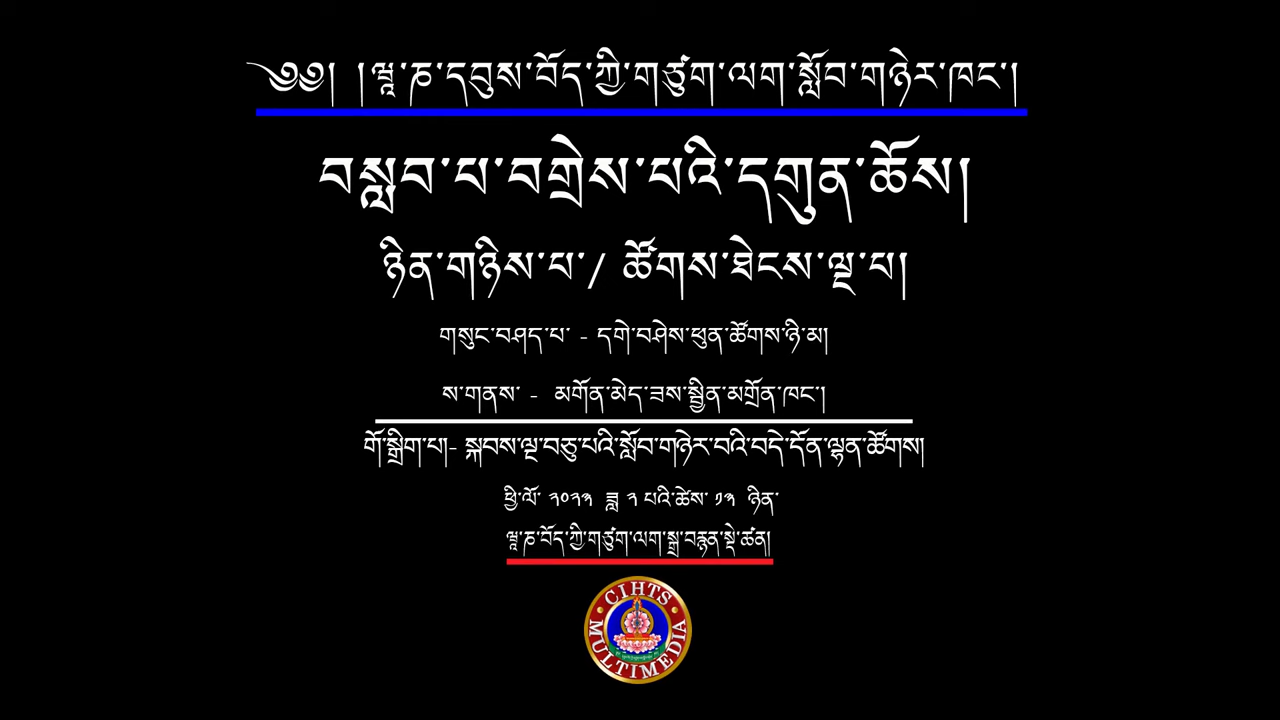 ༄༅། །ཝཱ་ཎ་དབུས་བོད་ཀྱི་གཙུག་ལག་སློབ་གཉེར་ཁང་།
བསླབ་པ་བགྲེས་པའི་དགུན་ཆོས།
ཉིན་གཉིས་པ་/ ཚོགས་ཐེངས་ལྔ་པ།
གསུང་བཤད་པ་ - དགེ་བཤེས་ཕུན་ཚོགས་ཉི་མ།
ས་གནས་ - མགོན་མེད་ཟས་སྦྱིན་མགྲོན་ཁང་།
གོ་སྒྲིག་པ།- སྐབས་ལྔ་བཅུ་པའི་སློབ་གཉེར་བའི་བདེ་དོན་ལྷན་ཚོགས།
ཕྱི་ལོ་ ༢༠༢༣ ཟླ་ ༢ པའི་ཚེས་ ༡༣ ཉིན་
ཝཱ་ཎ་བོད་ཀྱི་གཙུག་ལག་སྒྲ་བརྙན་སྡེ་ཚན།
CIHTS
MULTIMEDIA